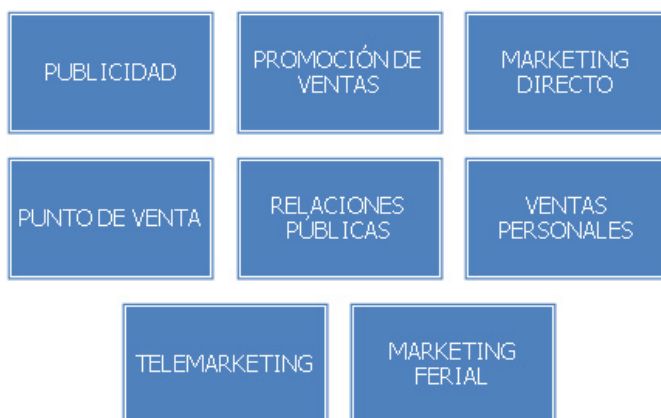 PUBLICIDAD
PROMOCIÓN DE
VENTAS
MARKETING
DIRECTO
PUNTO DE VENTA
RELACIONES
PÚBLICAS
VENTAS
PERSONALES
TELEMARKETING
MARKETING
FERIAL